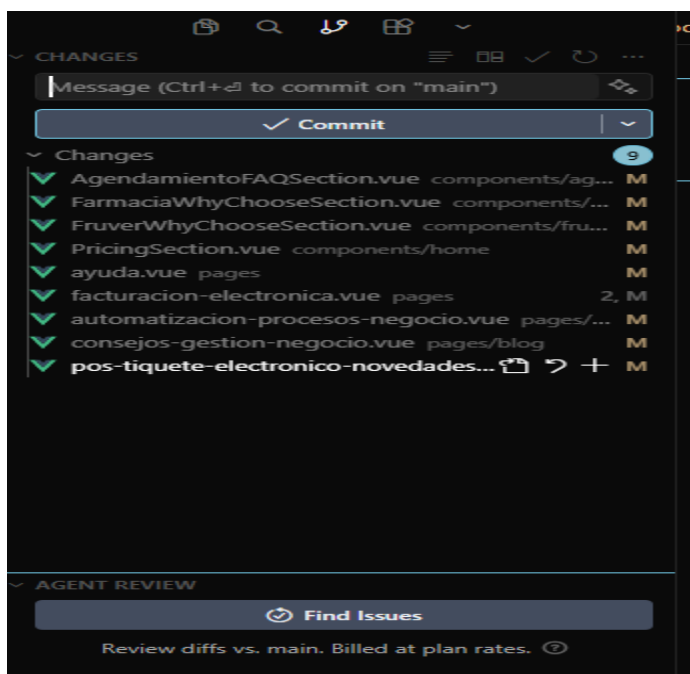 CHANGES
Message (Ctrl+⏎ to commit on "main")
Commit
Changes 9
AgendamientoFAQSection.vue components/ag... M
FarmaciaWhyChooseSection.vue components/... M
FruverWhyChooseSection.vue components/fru... M
PricingSection.vue components/home M
ayuda.vue pages M
facturacion-electronica.vue pages 2, M
automatizacion-procesos-negocio.vue pages/... M
consejos-gestion-negocio.vue pages/blog M
pos-tiquete-electronico-novedades... M
AGENT REVIEW
Find Issues
Review diffs vs. main. Billed at plan rates.